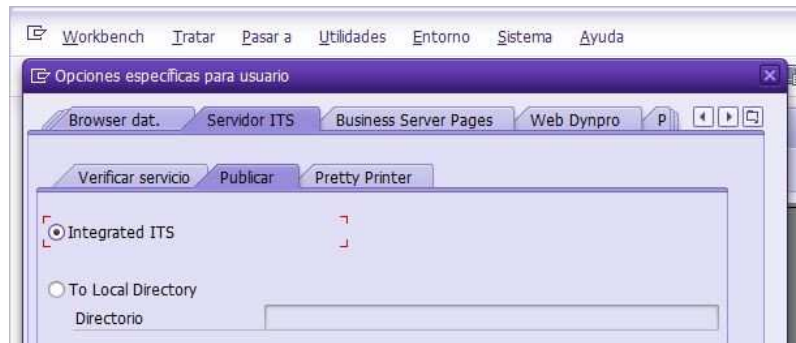 Workbench Tratar Pasar a Utilidades Entorno Sistema Ayuda
Opciones específicas para usuario
Browser dat. Servidor ITS Business Server Pages Web Dynpro P
Verificar servicio Publicar Pretty Printer
Integrated ITS
To Local Directory
Directorio